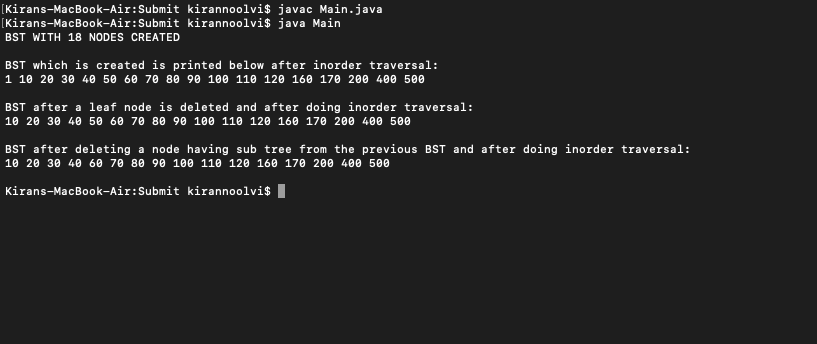 [Kirans-MacBook-Air:Submit kirannoolvi$ javac Main.java
[Kirans-MacBook-Air:Submit kirannoolvi$ java Main
BST WITH 18 NODES CREATED
BST which is created is printed below after inorder traversal:
1 10 20 30 40 50 60 70 80 90 100 110 120 160 170 200 400 500
BST after a leaf node is deleted and after doing inorder traversal:
10 20 30 40 50 60 70 80 90 100 110 120 160 170 200 400 500
BST after deleting a node having sub tree from the previous BST and after doing inorder traversal:
10 20 30 40 60 70 80 90 100 110 120 160 170 200 400 500
Kirans-MacBook-Air:Submit kirannoolvi$